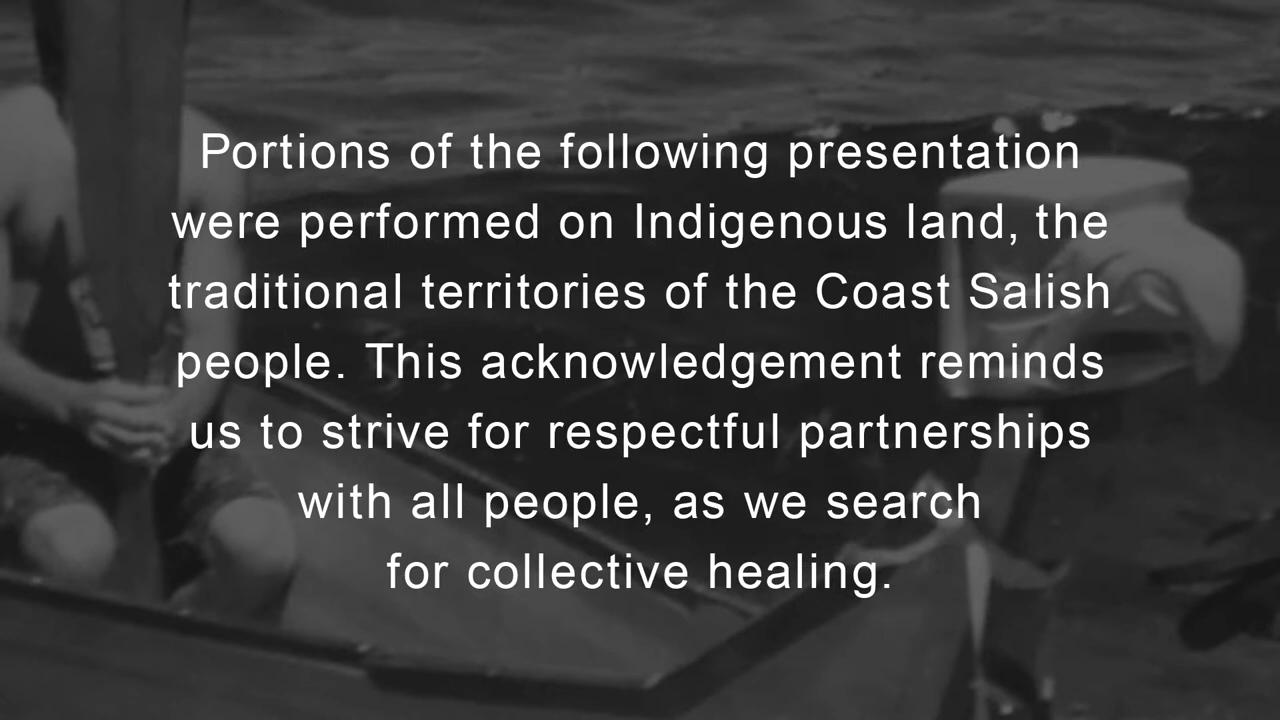 Portions of the following presentation
were performed on Indigenous land, the
traditional territories of the Coast Salish
people. This acknowledgement reminds
us to strive for respectful partnerships
with all people, as we search
for collective healing.